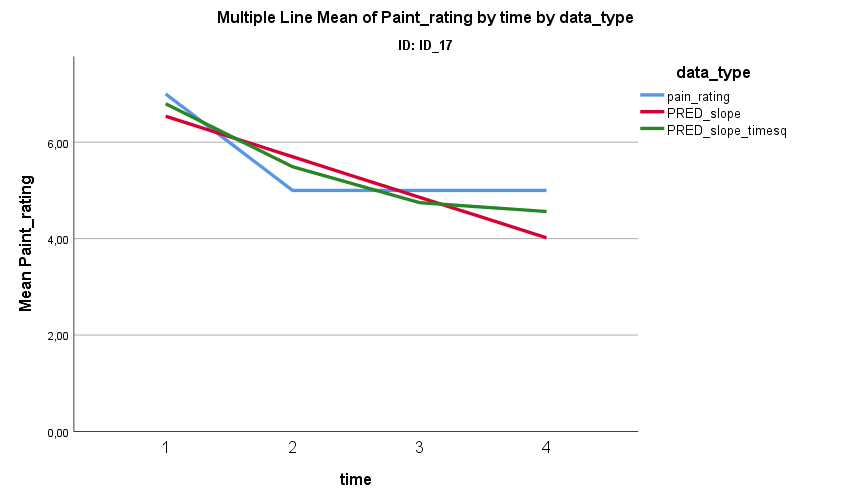 Multiple Line Mean of Paint_rating by time by data_type
ID: ID_17
data_type
pain_rating
PRED_slope
PRED_slope_timesq
Mean Paint_rating
6,00
4,00
2,00
0,00
1 2 3 4
time